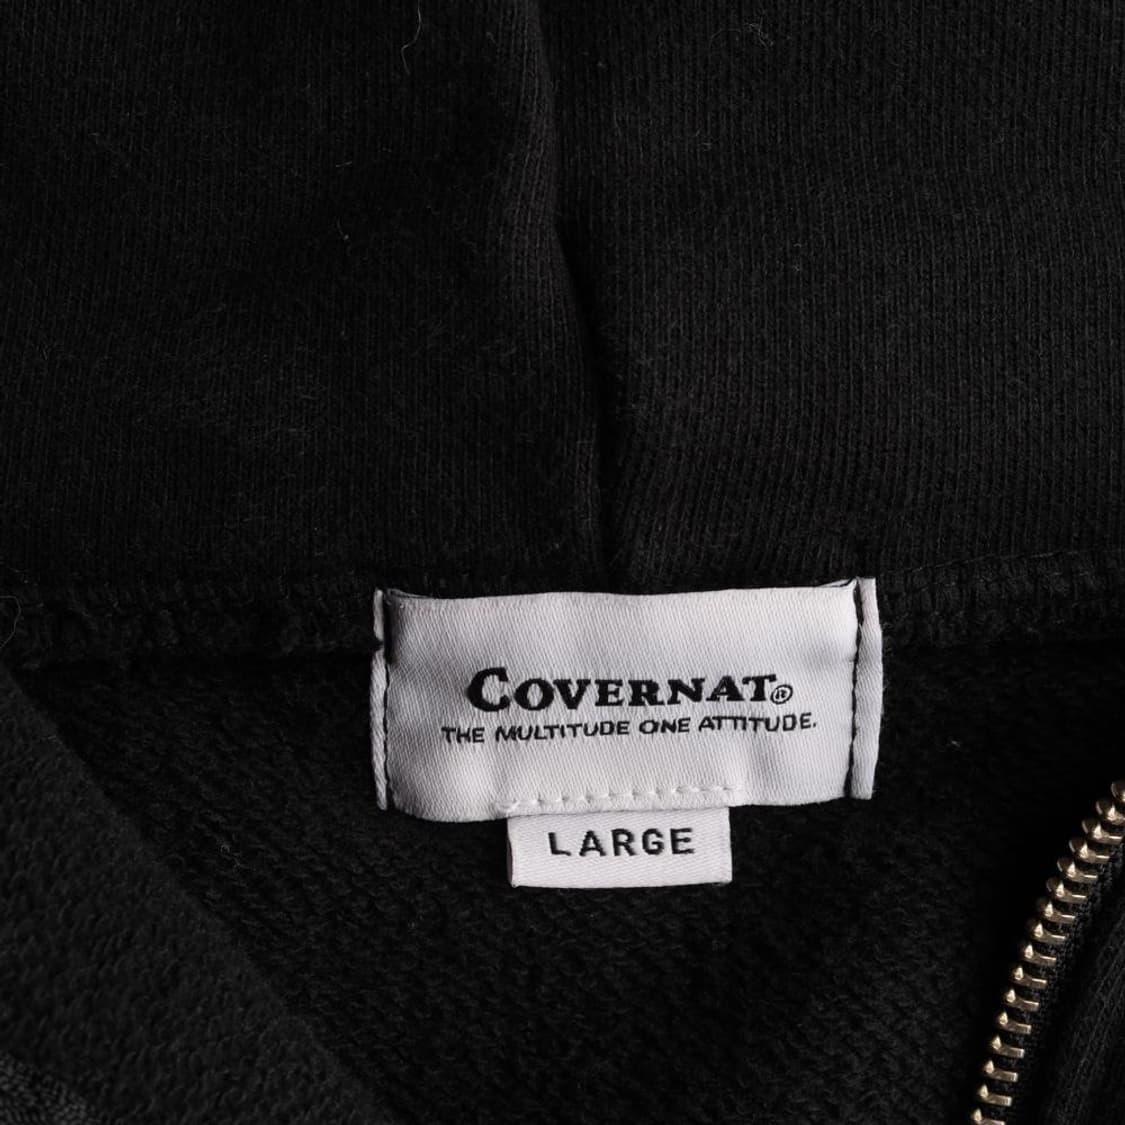 COVERNAT®
THE MULTITUDE ONE ATTITUDE.
LARGE